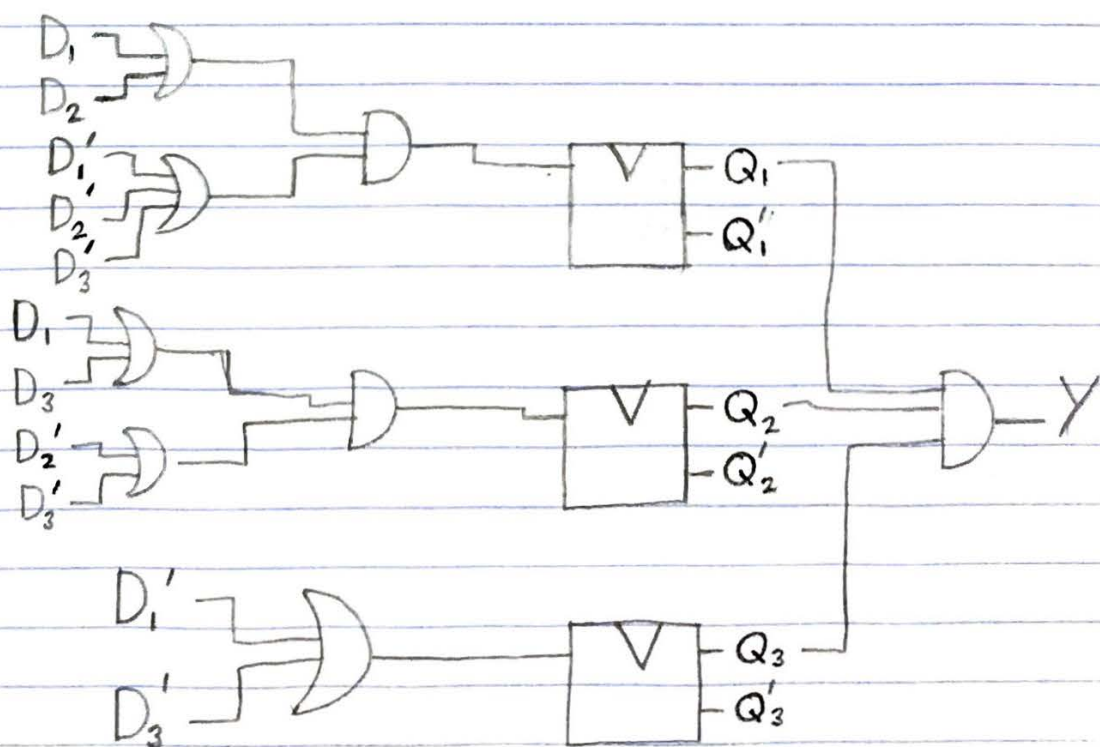 D₁
D₂
D₁'
D₂'
D₃'
Q₁
Q₁'
D₁
D₃
D₂'
D₃'
Q₂
Q₂'
Y
D₁'
D₃'
Q₃
Q₃'